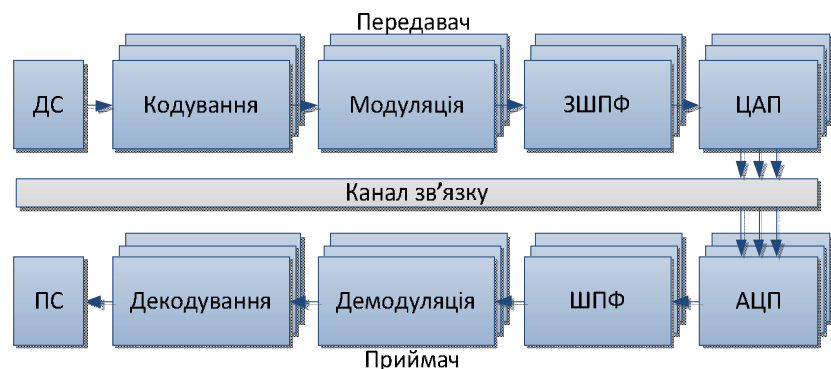 Передавач
ДС
Кодування
Модуляція
ЗШПФ
ЦАП
Канал зв'язку
ПС
Декодування
Демодуляція
ШПФ
АЦП
Приймач